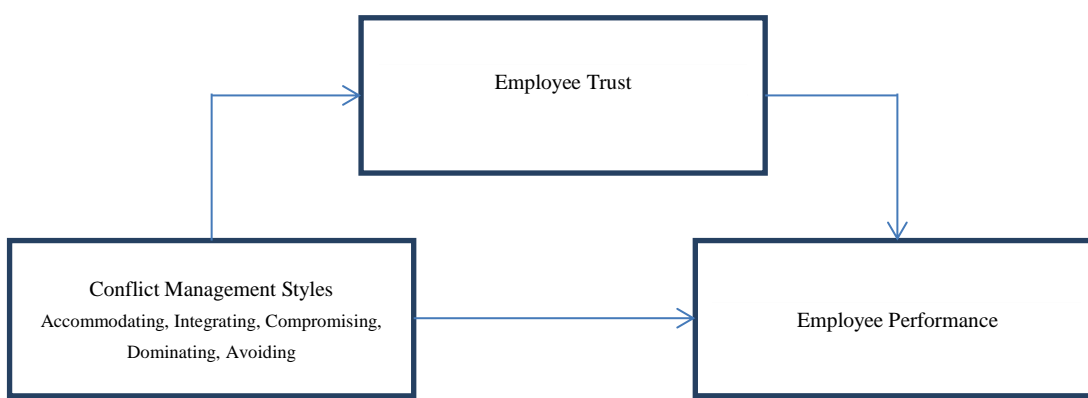 Employee Trust
Conflict Management Styles
Accommodating, Integrating, Compromising,
Dominating, Avoiding
Employee Performance